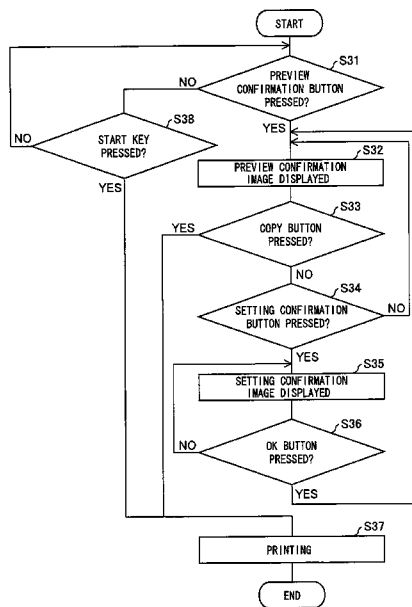 START
S31
PREVIEW
CONFIRMATION BUTTON
PRESSED?
NO
YES
S38
START KEY
PRESSED?
NO
YES
S32
PREVIEW CONFIRMATION
IMAGE DISPLAYED
S33
COPY BUTTON
PRESSED?
YES
NO
S34
SETTING CONFIRMATION
BUTTON PRESSED?
NO
YES
S35
SETTING CONFIRMATION
IMAGE DISPLAYED
S36
OK BUTTON
PRESSED?
NO
YES
S37
PRINTING
END